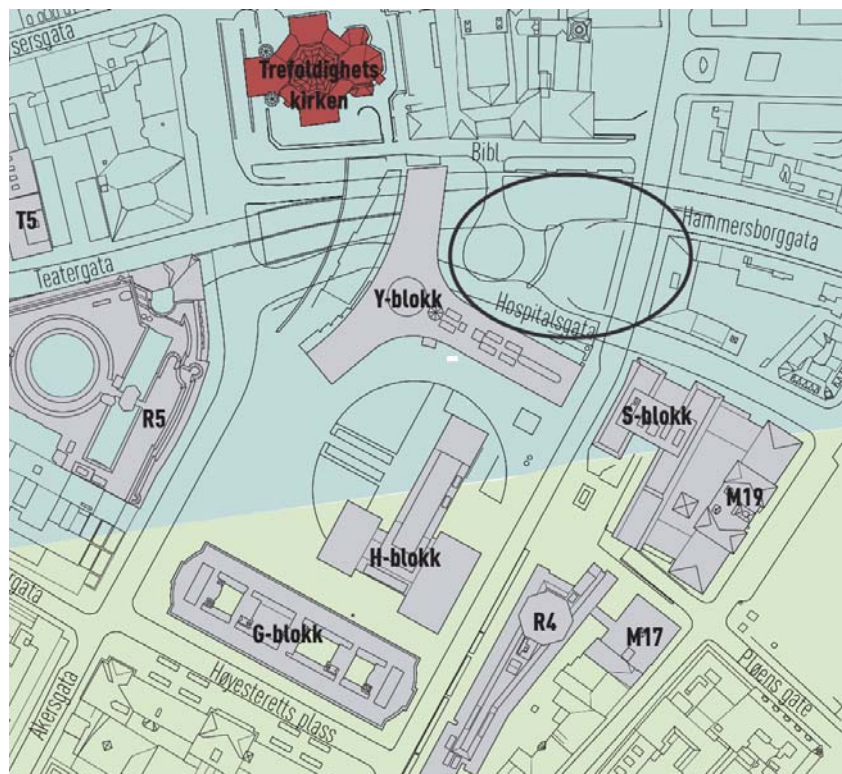 sersgata
Trefoldighets
kirken
Bibl.
T5
Hammersborggata
Teatergata
Y-blokk
Hospitalsgata
R5
S-blokk
M19
H-blokk
rgata
R4
G-blokk
M17
Høyesteretts plass
Pløens gate
Akersgata